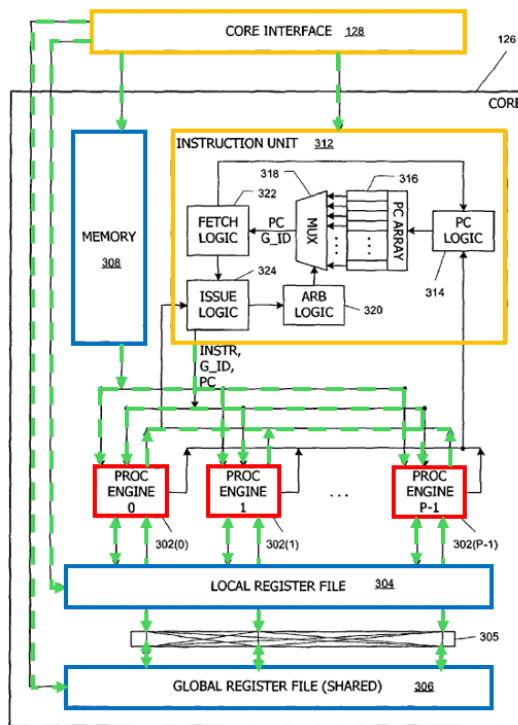 CORE INTERFACE 128
126
CORE
INSTRUCTION UNIT 312
318
316
322
FETCH
LOGIC
PC
G_ID
MUX
PC ARRAY
PC
LOGIC
314
MEMORY
308
324
ISSUE
LOGIC
ARB
LOGIC
320
INSTR,
G_ID,
PC
PROC
ENGINE
0
PROC
ENGINE
1
...
PROC
ENGINE
P-1
302(0)
302(1)
302(P-1)
LOCAL REGISTER FILE 304
305
GLOBAL REGISTER FILE (SHARED) 306